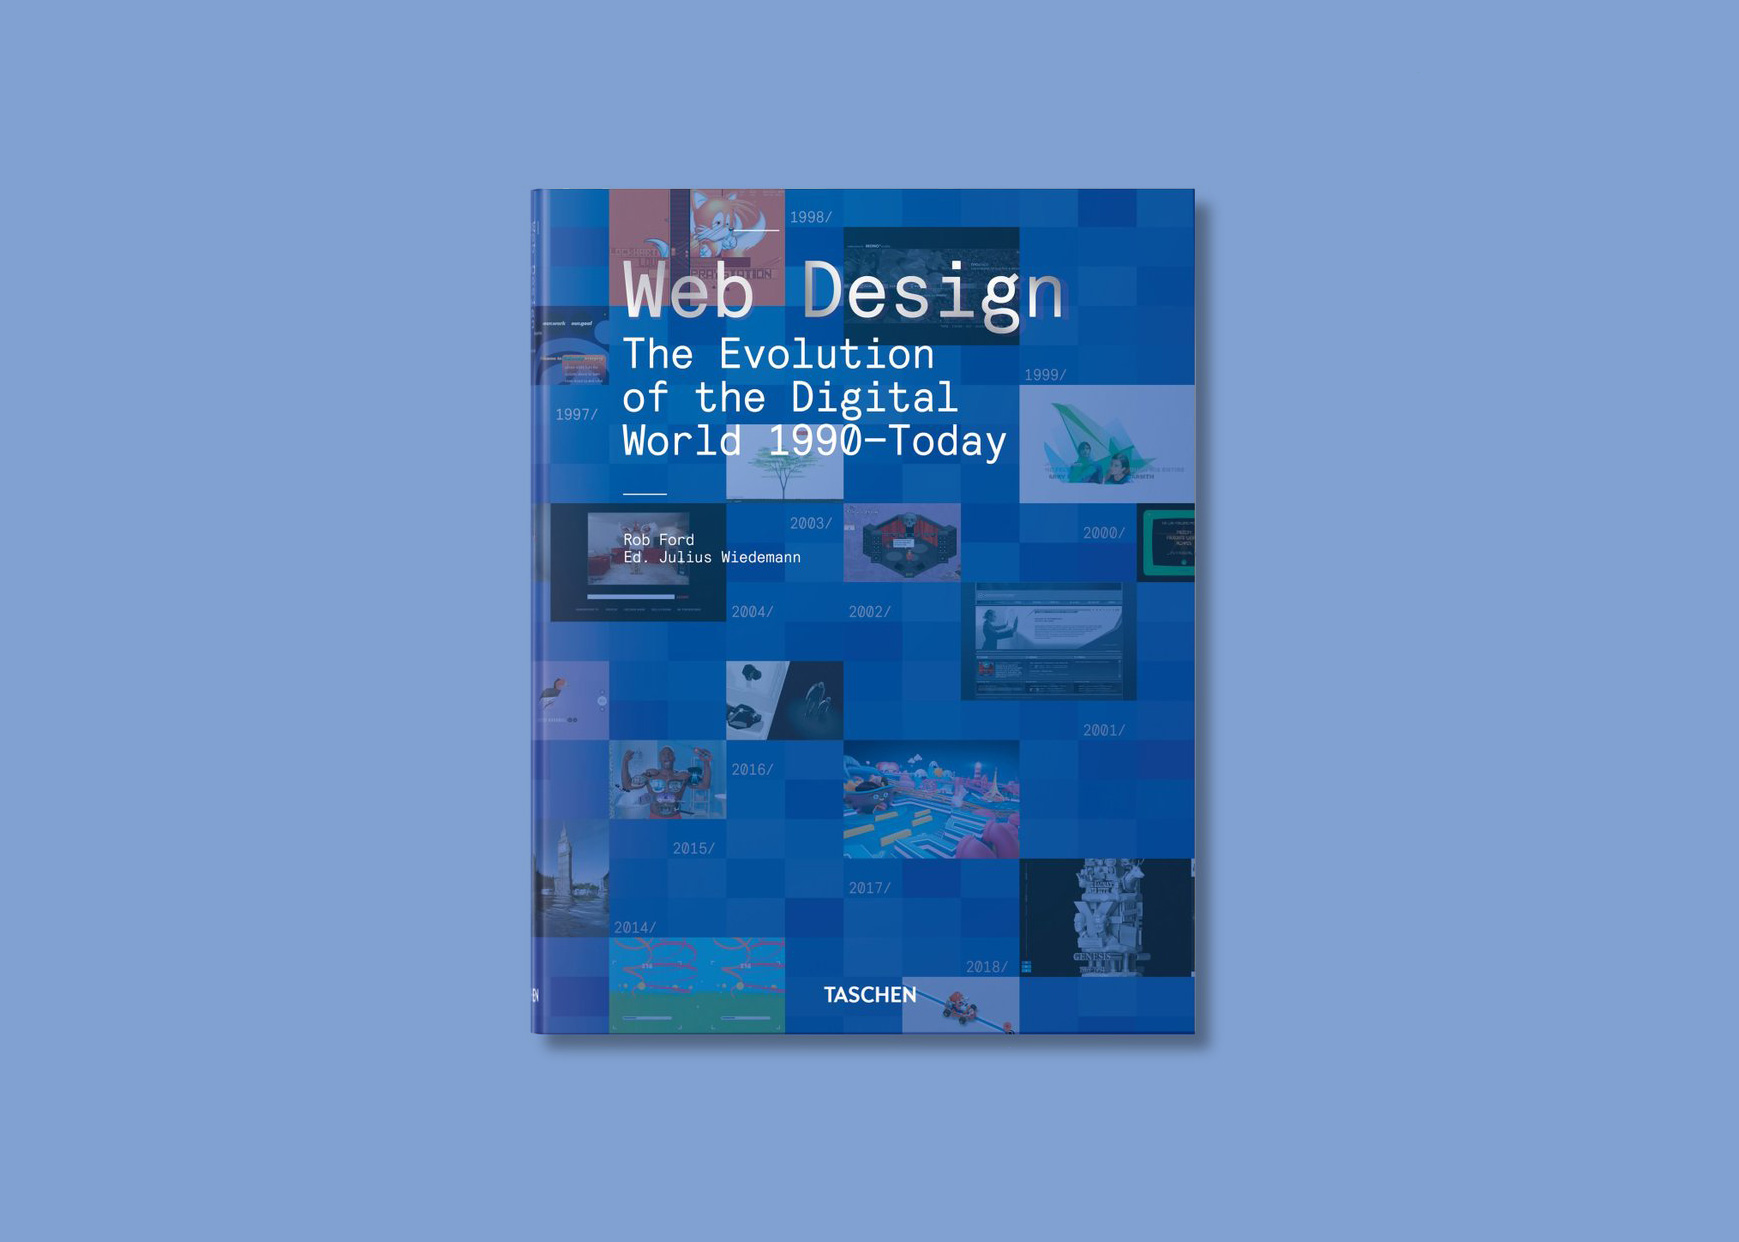 1998/
Web Design
The Evolution
of the Digital
World 1990–Today
1999/
1997/
2003/
2000/
Rob Ford
Ed. Julius Wiedemann
2004/
2002/
2001/
2016/
2015/
2017/
2014/
2018/
GENESIS
TASCHEN